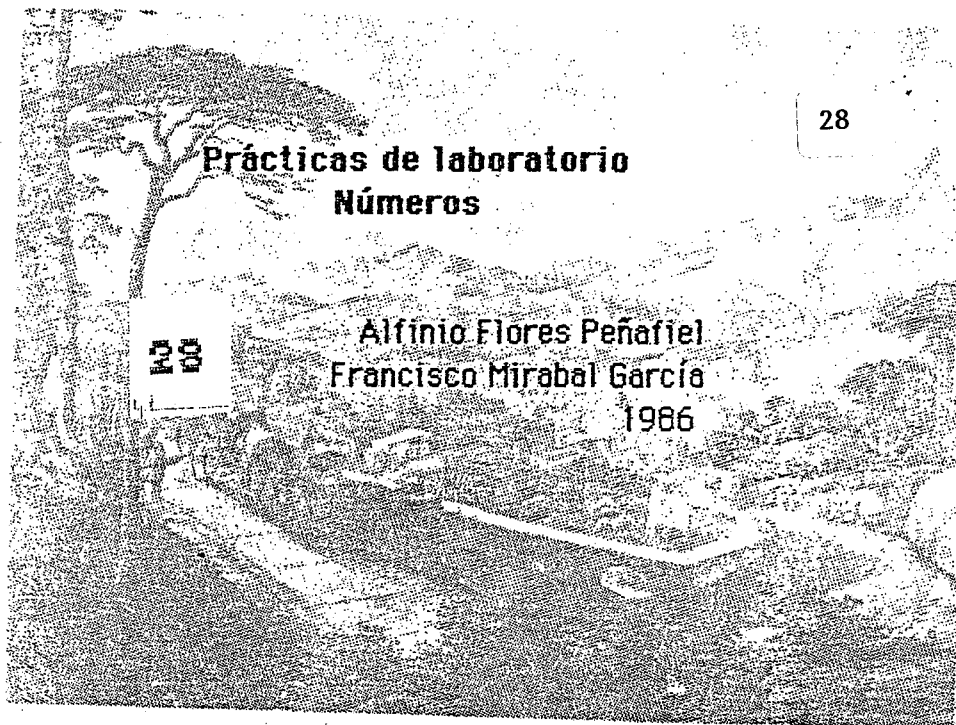 28
Prácticas de laboratorio
Números
28
Alfinio Flores Peñafiel
Francisco Mirabal García
1986